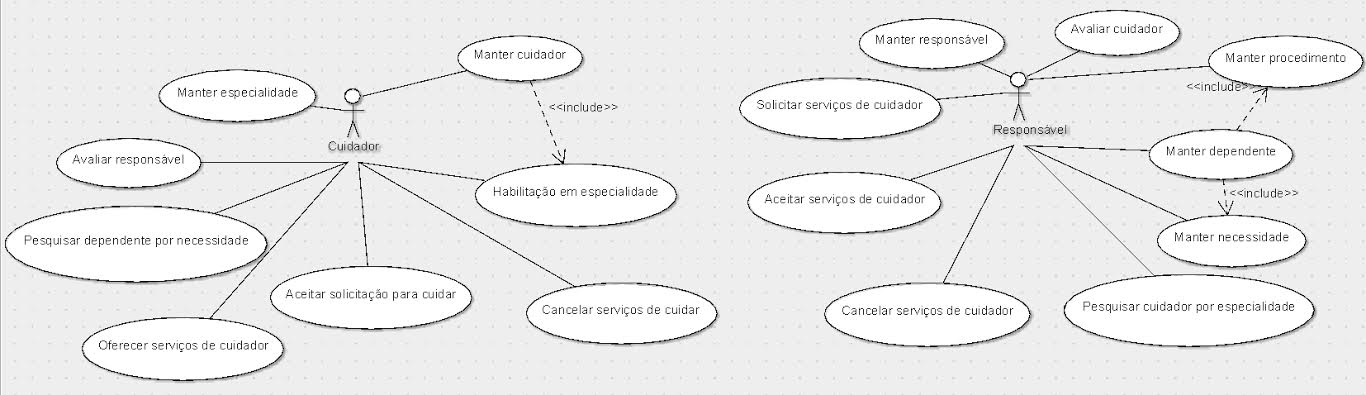 Manter cuidador
Manter especialidade
<<include>>
Cuidador
Avaliar responsável
Habilitação em especialidade
Pesquisar dependente por necessidade
Aceitar solicitação para cuidar
Cancelar serviços de cuidar
Oferecer serviços de cuidador
Avaliar cuidador
Manter responsável
Manter procedimento
<<include>>
Solicitar serviços de cuidador
Responsável
Manter dependente
<<include>>
Aceitar serviços de cuidador
Manter necessidade
Pesquisar cuidador por especialidade
Cancelar serviços de cuidador